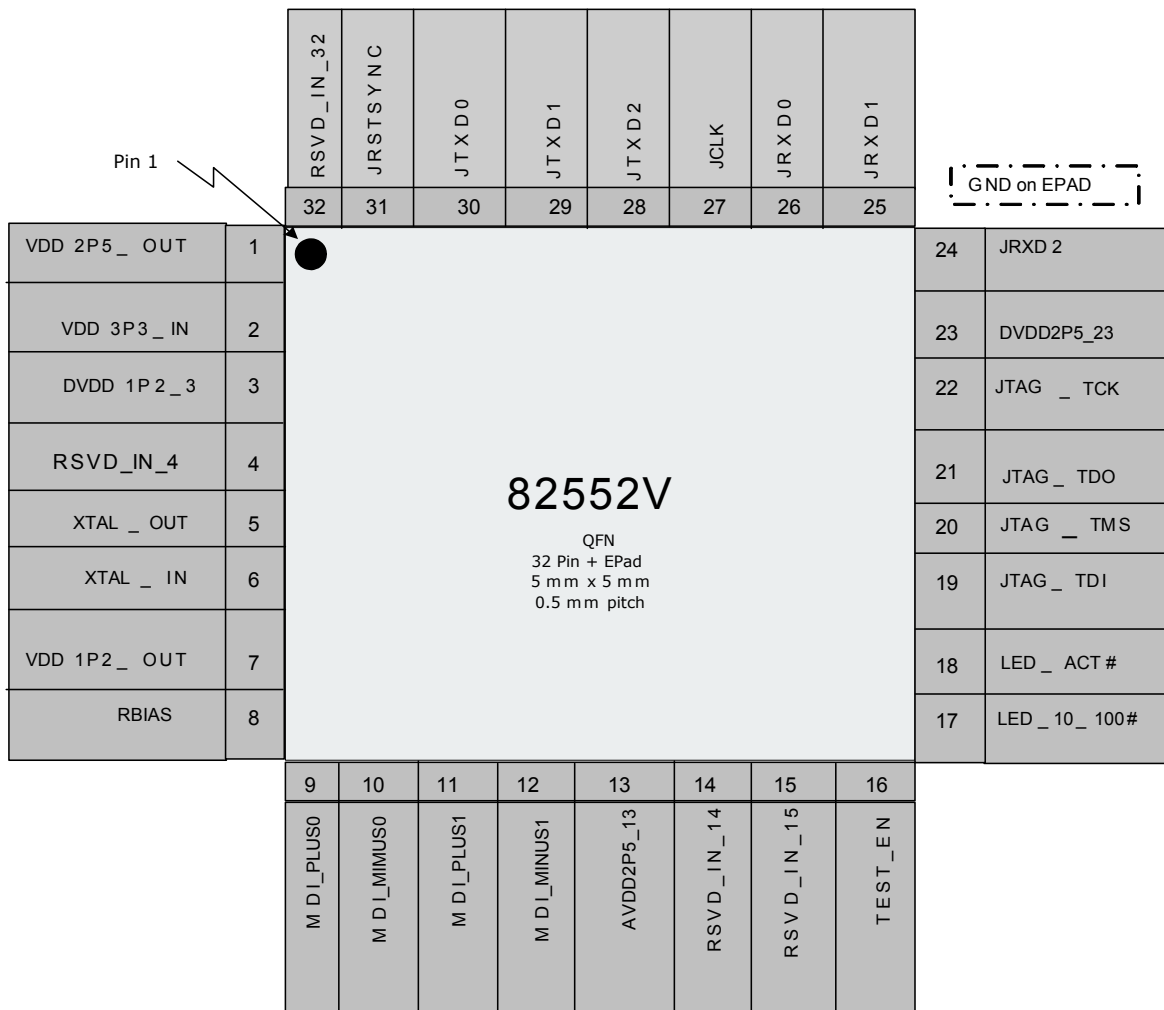 RSVD_IN_32
JRSTSYNC
JTXD0
JTXD1
JTXD2
JCLK
JRXD0
JRXD1
Pin 1
GND on EPAD
32 31 30 29 28 27 26 25
VDD 2P5_ OUT 1
VDD 3P3_ IN 2
DVDD 1P2_3 3
RSVD_IN_4 4
XTAL _ OUT 5
XTAL _ IN 6
VDD 1P2_ OUT 7
RBIAS 8
82552V
QFN
32 Pin + EPad
5 mm x 5 mm
0.5 mm pitch
24 JRXD 2
23 DVDD2P5_23
22 JTAG _ TCK
21 JTAG _ TDO
20 JTAG _ TMS
19 JTAG _ TDI
18 LED _ ACT #
17 LED _ 10_ 100#
9 10 11 12 13 14 15 16
MDI_PLUS0
MDI_MIMUS0
MDI_PLUS1
MDI_MINUS1
AVDD2P5_13
RSVD_IN_14
RSVD_IN_15
TEST_EN